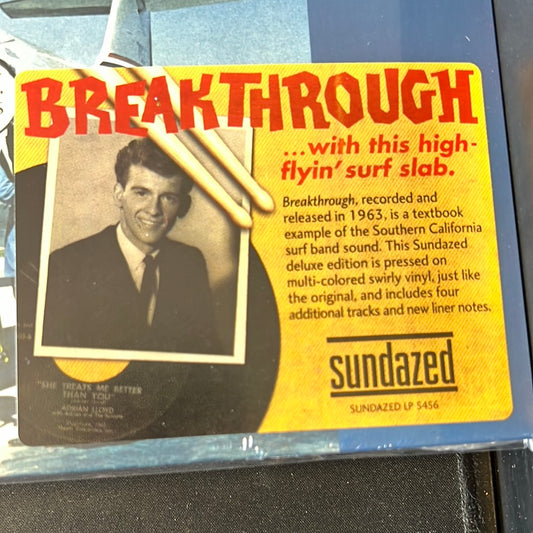 BREAKTHROUGH
...with this high-
flyin' surf slab.
Breakthrough, recorded and
released in 1963, is a textbook
example of the Southern California
surf band sound. This Sundazed
deluxe edition is pressed on
multi-colored swirly vinyl, just like
the original, and includes four
additional tracks and new liner notes.
sundazed
SUNDAZED LP 5456
"SHE TREATS ME BETTER
THAN YOU"
ADRIAN LLOYD